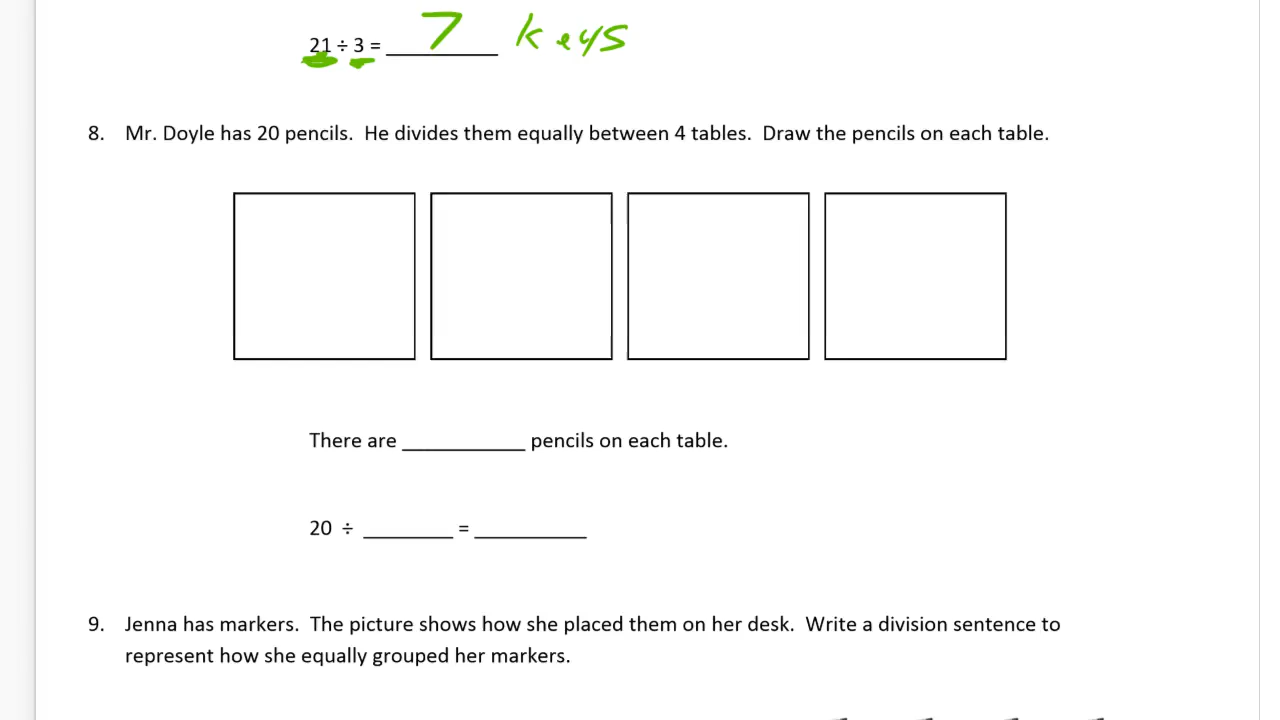 21 ÷ 3 = 7 keys
8. Mr. Doyle has 20 pencils. He divides them equally between 4 tables. Draw the pencils on each table.
There are ___________ pencils on each table.
20 ÷ ________ = __________
9. Jenna has markers. The picture shows how she placed them on her desk. Write a division sentence to
represent how she equally grouped her markers.